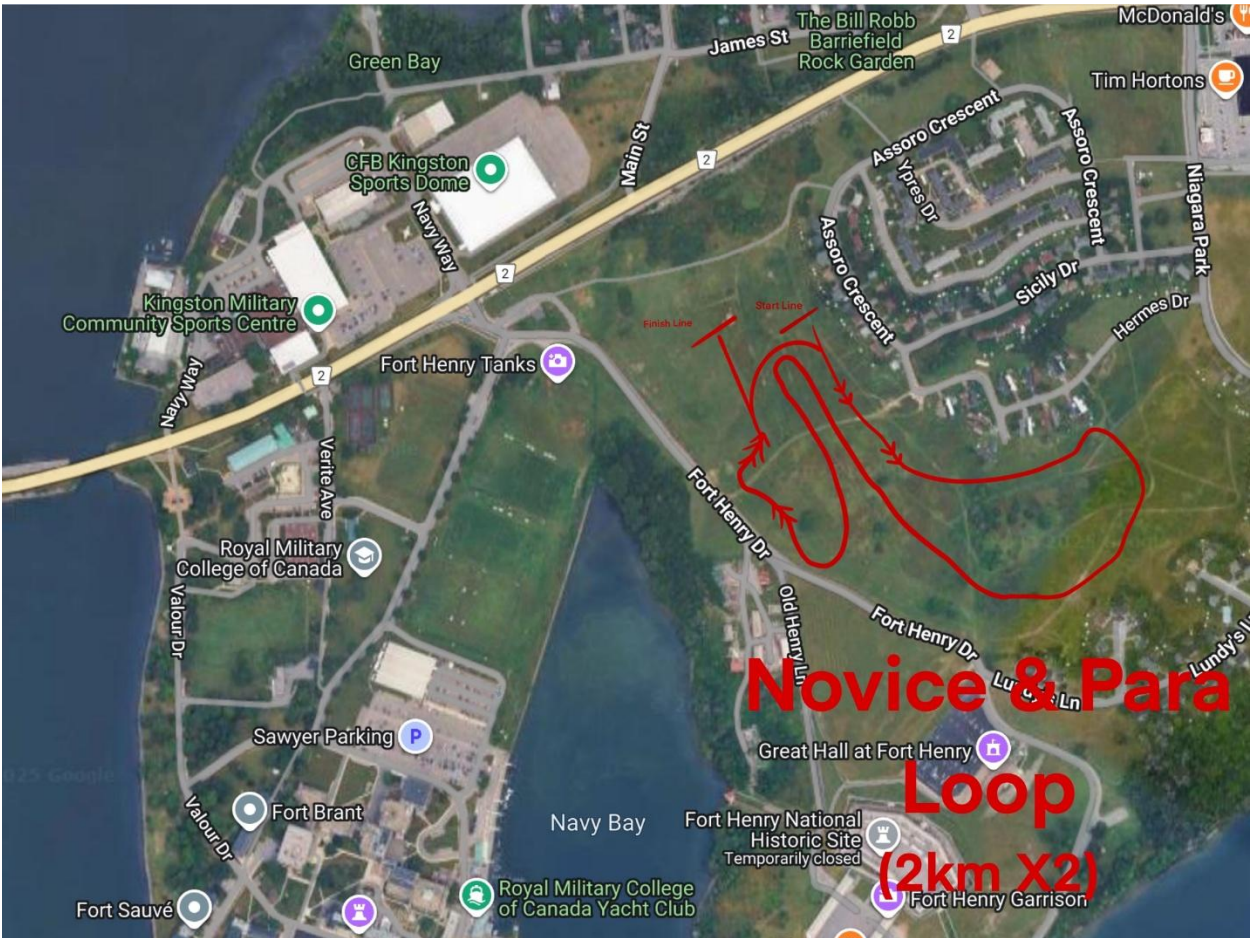 McDonald's
The Bill Robb
Barriefield
Rock Garden
2
James St
Green Bay
Tim Hortons
Assoro Crescent
Assoro Crescent
Main St
2
CFB Kingston
Sports Dome
Ypres Dr
Niagara Park
Navy Way
Assoro Crescent
Sicily Dr
2
Kingston Military
Community Sports Centre
Hermes Dr
Start Line
Finish Line
Fort Henry Tanks
2
Navy Way
Verite Ave
Fort Henry Dr
Royal Military
College of Canada
Valour Dr
Old Henry Ln
Fort Henry Dr
Lundy's
Lundy's Ln
Novice & Para
Loop
(2km X2)
Sawyer Parking
P
Great Hall at Fort Henry
2025 Google
Fort Brant
Valour Dr
Navy Bay
Fort Henry National
Historic Site
Temporarily closed
Fort Henry Garrison
Royal Military College
of Canada Yacht Club
Fort Sauvé